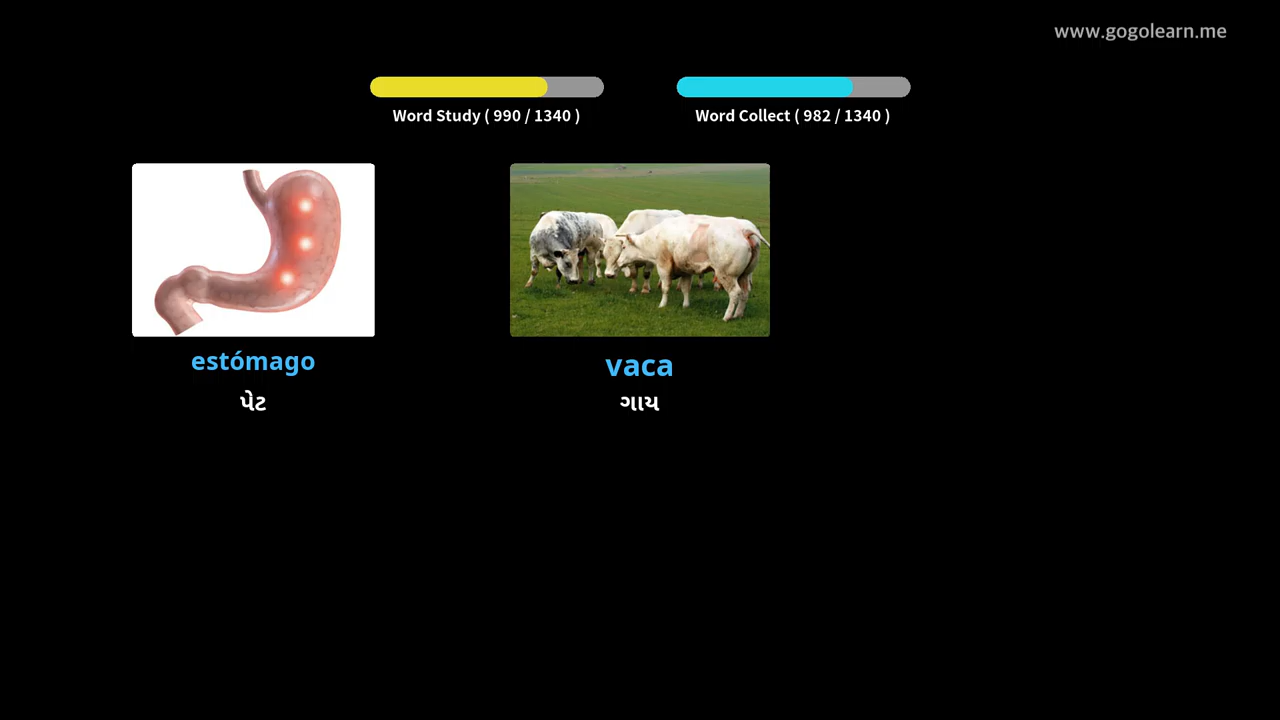 www.gogolearn.me
Word Study ( 990 / 1340 )
Word Collect ( 982 / 1340 )
estómago
પેટ
vaca
ગાય